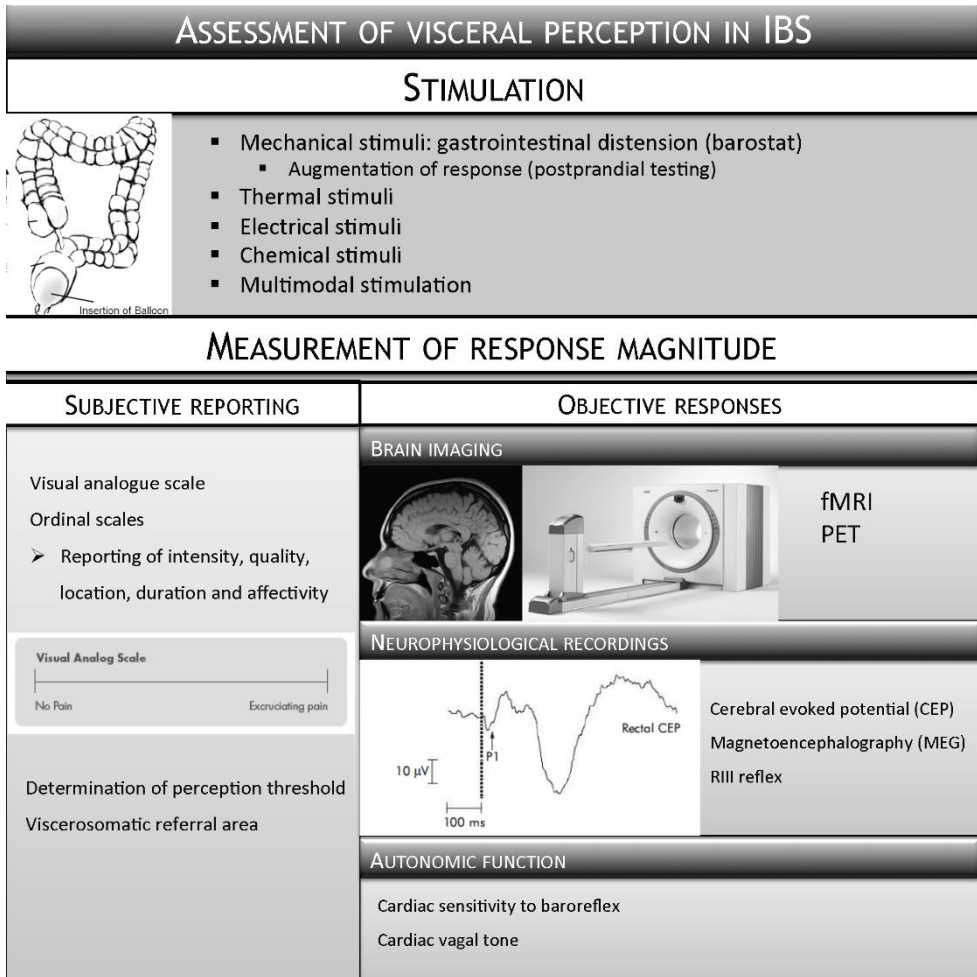 ASSESSMENT OF VISCERAL PERCEPTION IN IBS
STIMULATION
▪ Mechanical stimuli: gastrointestinal distension (barostat)
▪ Augmentation of response (postprandial testing)
▪ Thermal stimuli
▪ Electrical stimuli
▪ Chemical stimuli
▪ Multimodal stimulation
Insertion of Balloon
MEASUREMENT OF RESPONSE MAGNITUDE
SUBJECTIVE REPORTING
Visual analogue scale
Ordinal scales
➢ Reporting of intensity, quality,
location, duration and affectivity
Visual Analog Scale
No Pain Excruciating pain
Determination of perception threshold
Viscerosomatic referral area
OBJECTIVE RESPONSES
BRAIN IMAGING
fMRI
PET
NEUROPHYSIOLOGICAL RECORDINGS
Rectal CEP
P1
10 µV
100 ms
Cerebral evoked potential (CEP)
Magnetoencephalography (MEG)
RIII reflex
AUTONOMIC FUNCTION
Cardiac sensitivity to baroreflex
Cardiac vagal tone